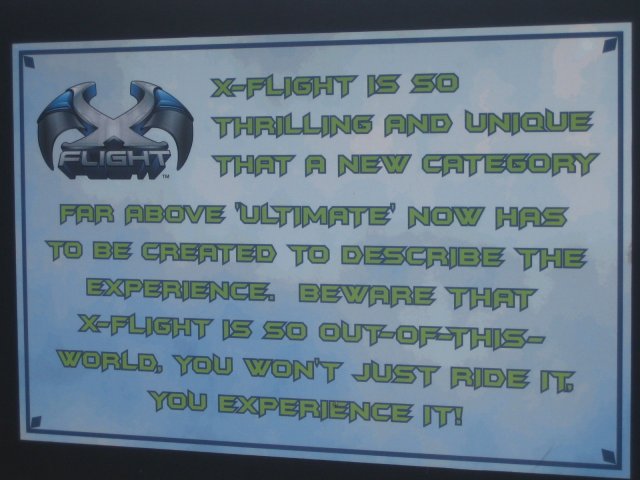 X FLIGHT™
X-FLIGHT IS SO
THRILLING AND UNIQUE
THAT A NEW CATEGORY
FAR ABOVE 'ULTIMATE' NOW HAS
TO BE CREATED TO DESCRIBE THE
EXPERIENCE. BEWARE THAT
X-FLIGHT IS SO OUT-OF-THIS-
WORLD, YOU WON'T JUST RIDE IT,
YOU EXPERIENCE IT!